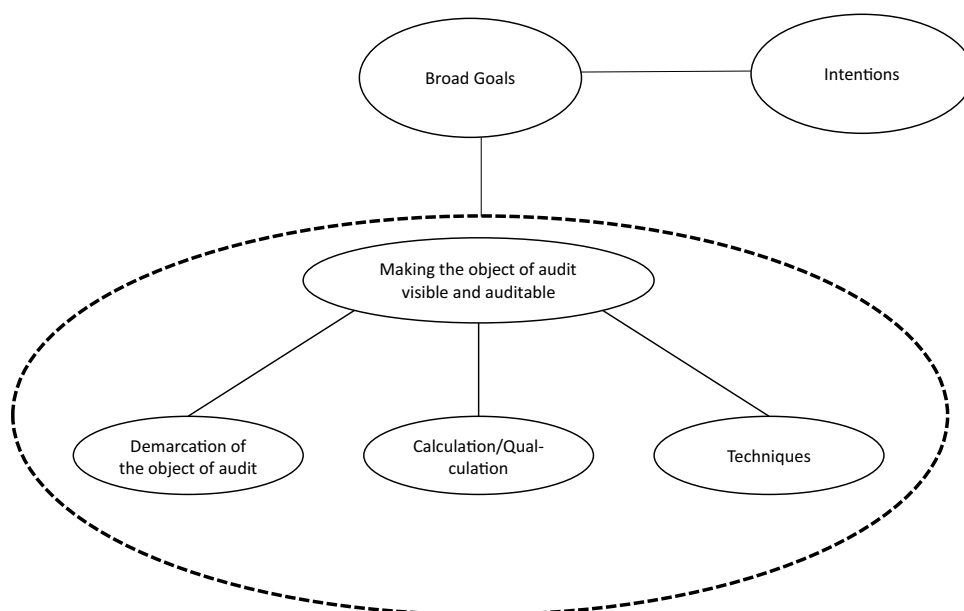 Broad Goals
Intentions
Making the object of audit
visible and auditable
Demarcation of
the object of audit
Calculation/Qual-
culation
Techniques